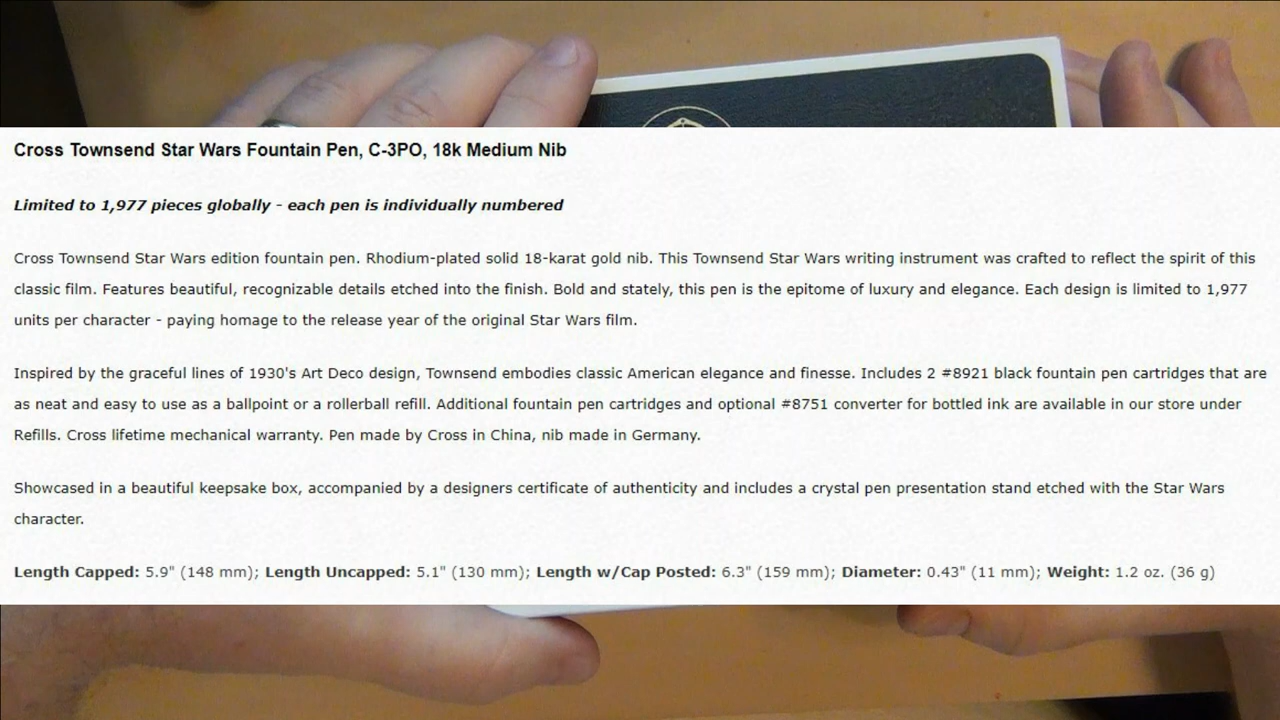 Cross Townsend Star Wars Fountain Pen, C-3PO, 18k Medium Nib
Limited to 1,977 pieces globally - each pen is individually numbered
Cross Townsend Star Wars edition fountain pen. Rhodium-plated solid 18-karat gold nib. This Townsend Star Wars writing instrument was crafted to reflect the spirit of this
classic film. Features beautiful, recognizable details etched into the finish. Bold and stately, this pen is the epitome of luxury and elegance. Each design is limited to 1,977
units per character - paying homage to the release year of the original Star Wars film.
Inspired by the graceful lines of 1930's Art Deco design, Townsend embodies classic American elegance and finesse. Includes 2 #8921 black fountain pen cartridges that are
as neat and easy to use as a ballpoint or a rollerball refill. Additional fountain pen cartridges and optional #8751 converter for bottled ink are available in our store under
Refills. Cross lifetime mechanical warranty. Pen made by Cross in China, nib made in Germany.
Showcased in a beautiful keepsake box, accompanied by a designers certificate of authenticity and includes a crystal pen presentation stand etched with the Star Wars
character.
Length Capped: 5.9" (148 mm); Length Uncapped: 5.1" (130 mm); Length w/Cap Posted: 6.3" (159 mm); Diameter: 0.43" (11 mm); Weight: 1.2 oz. (36 g)